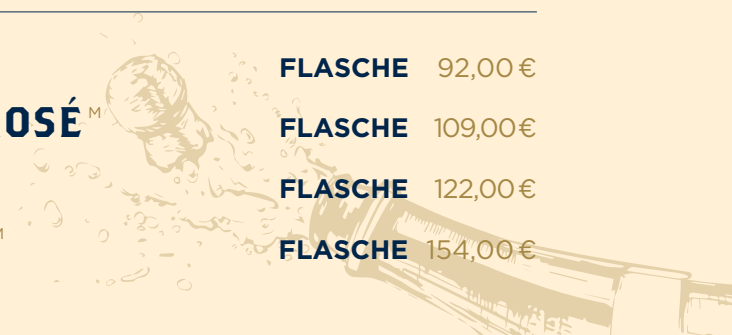 FLASCHE 92,00 €
OSÉ M FLASCHE 109,00 €
FLASCHE 122,00 €
M FLASCHE 154,00 €